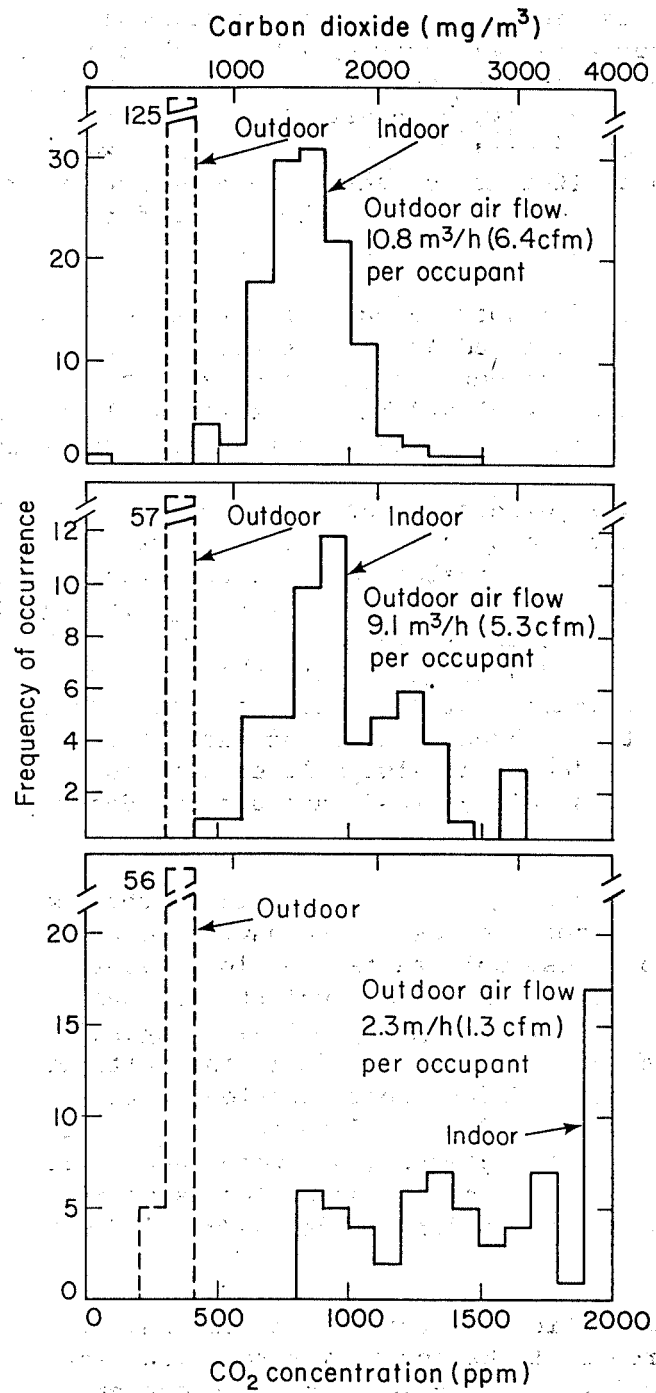 Carbon dioxide (mg/m³)
0 1000 2000 3000 4000
125
Outdoor Indoor
30
Outdoor air flow
10.8 m³/h (6.4 cfm)
per occupant
20
10
0
57
Outdoor Indoor
12
Outdoor air flow
9.1 m³/h (5.3 cfm)
per occupant
10
8
6
4
2
Frequency of occurrence
56
Outdoor
20
Outdoor air flow
2.3 m/h (1.3 cfm)
per occupant
15
10
Indoor
5
0
0 500 1000 1500 2000
CO₂ concentration (ppm)